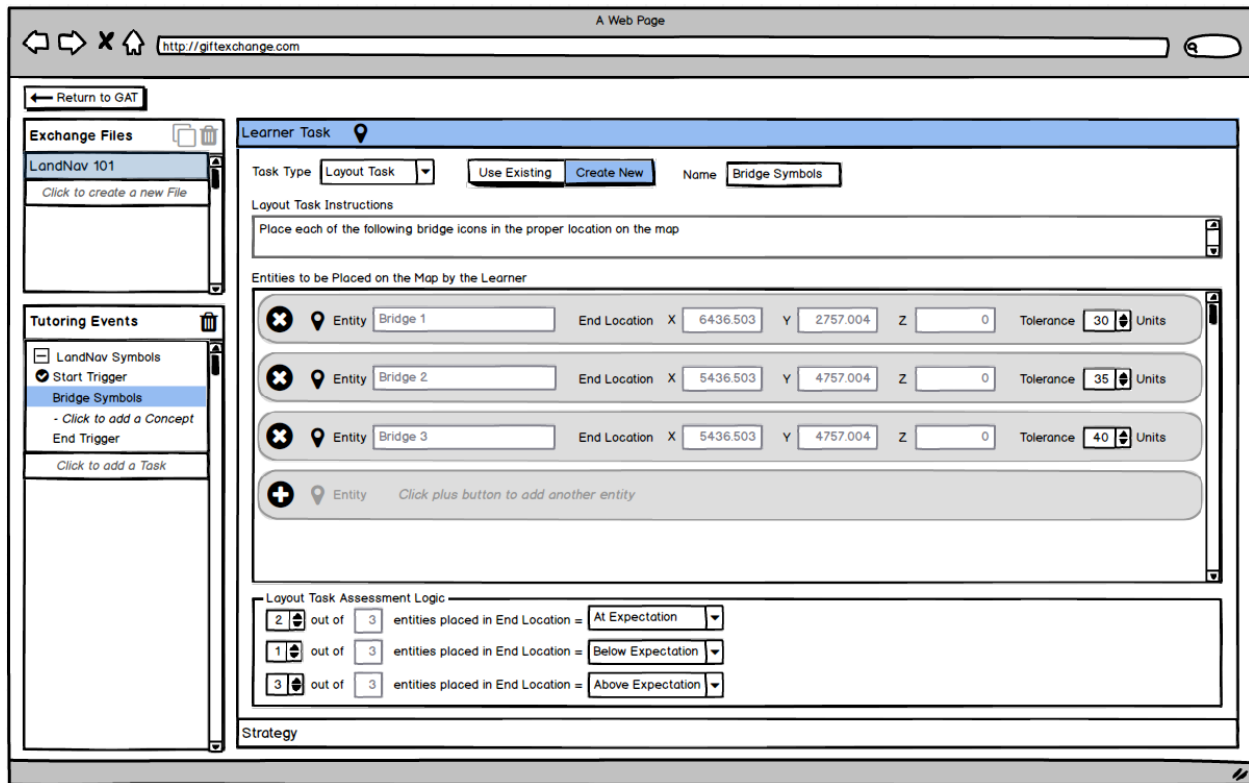 A Web Page
http://giftexchange.com
Return to GAT
Exchange Files
LandNav 101
Click to create a new File
Tutoring Events
LandNav Symbols
Start Trigger
Bridge Symbols
- Click to add a Concept
End Trigger
Click to add a Task
Learner Task
Task Type Layout Task Use Existing Create New Name Bridge Symbols
Layout Task Instructions
Place each of the following bridge icons in the proper location on the map
Entities to be Placed on the Map by the Learner
Entity Bridge 1 End Location X 6436.503 Y 2757.004 Z 0 Tolerance 30 Units
Entity Bridge 2 End Location X 5436.503 Y 4757.004 Z 0 Tolerance 35 Units
Entity Bridge 3 End Location X 5436.503 Y 4757.004 Z 0 Tolerance 40 Units
Entity Click plus button to add another entity
Layout Task Assessment Logic
2 out of 3 entities placed in End Location = At Expectation
1 out of 3 entities placed in End Location = Below Expectation
3 out of 3 entities placed in End Location = Above Expectation
Strategy